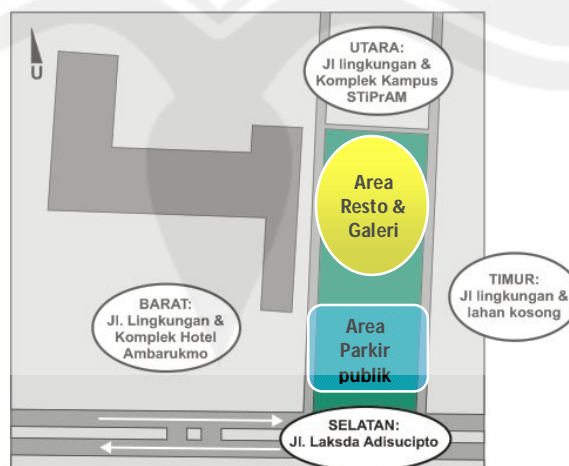 U
UTARA:
Jl lingkungan &
Komplek Kampus
STiPrAM
Area
Resto &
Galeri
TIMUR:
Jl lingkungan &
lahan kosong
BARAT:
Jl. Lingkungan &
Komplek Hotel
Ambarukmo
Area
Parkir
publik
SELATAN:
Jl. Laksda Adisucipto